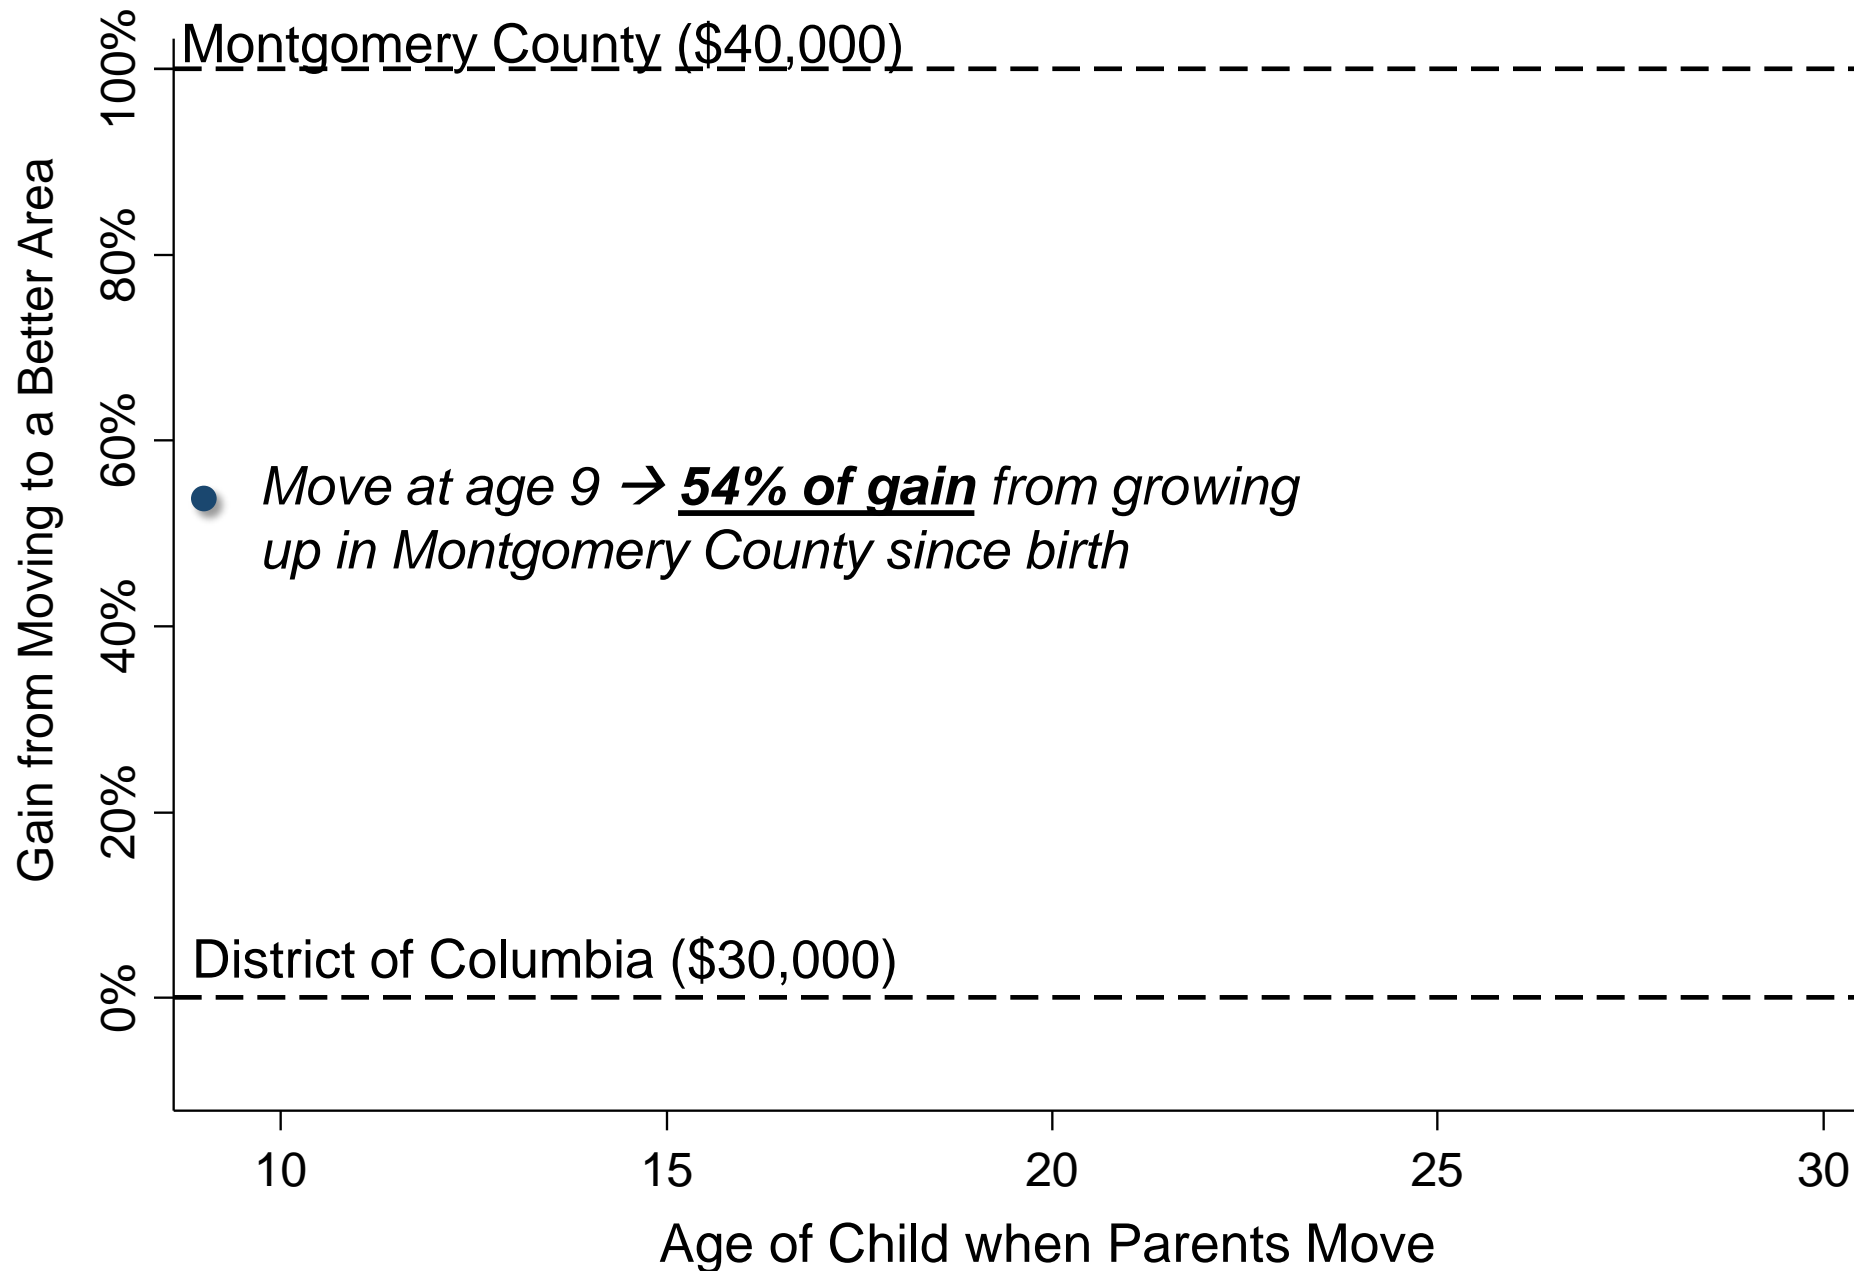 Montgomery County ($40,000)
100%
80%
60%
40%
20%
0%
Gain from Moving to a Better Area
Move at age 9 → 54% of gain from growing
up in Montgomery County since birth
District of Columbia ($30,000)
10 15 20 25 30
Age of Child when Parents Move